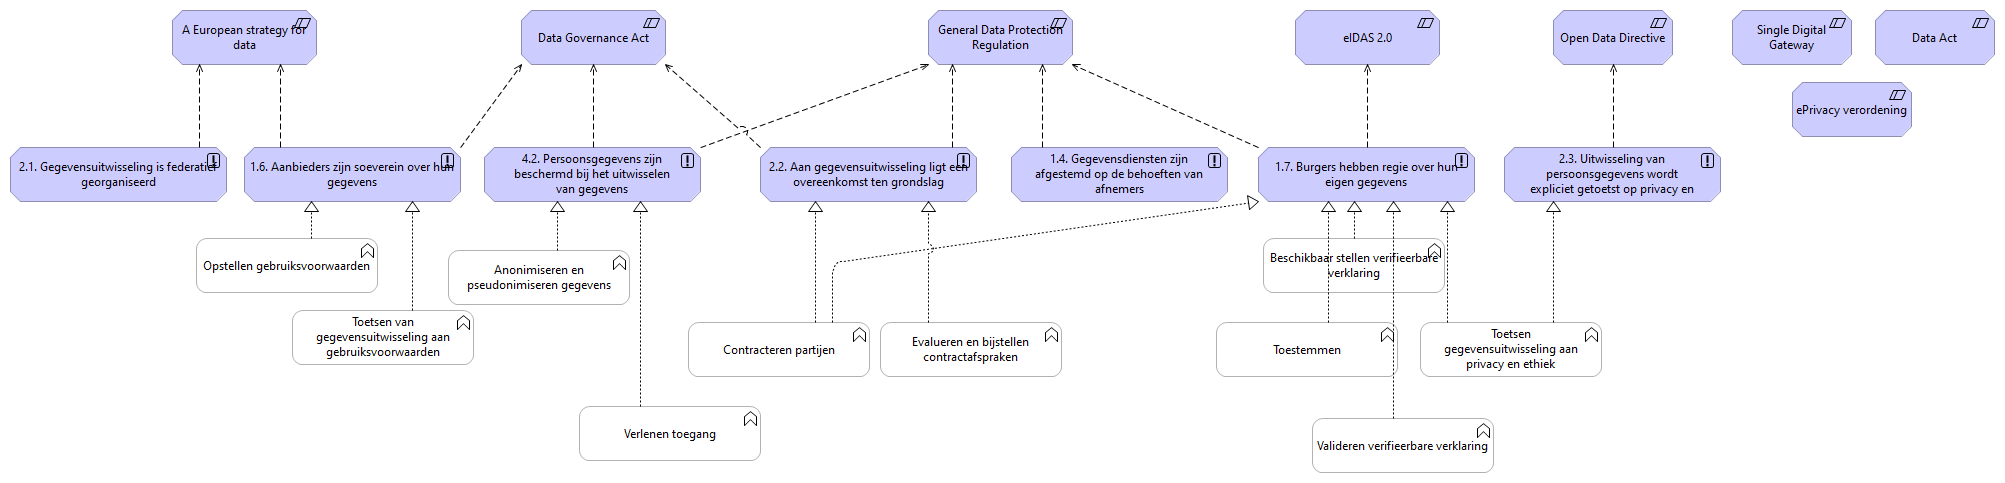 A European strategy for
data
Data Governance Act
General Data Protection
Regulation
eIDAS 2.0
Open Data Directive
Single Digital
Gateway
Data Act
ePrivacy verordening
2.1. Gegevensuitwisseling is federatief
georganiseerd
1.6. Aanbieders zijn soeverein over hun
gegevens
4.2. Persoonsgegevens zijn
beschermd bij het uitwisselen
van gegevens
2.2. Aan gegevensuitwisseling ligt een
overeenkomst ten grondslag
1.4. Gegevensdiensten zijn
afgestemd op de behoeften van
afnemers
1.7. Burgers hebben regie over hun
eigen gegevens
2.3. Uitwisseling van
persoonsgegevens wordt
expliciet getoetst op privacy en
Opstellen gebruiksvoorwaarden
Anonimiseren en
pseudonimiseren gegevens
Beschikbaar stellen verifieerbare
verklaring
Toetsen van
gegevensuitwisseling aan
gebruiksvoorwaarden
Contracteren partijen
Evalueren en bijstellen
contractafspraken
Toestemmen
Toetsen
gegevensuitwisseling aan
privacy en ethiek
Verlenen toegang
Valideren verifieerbare verklaring